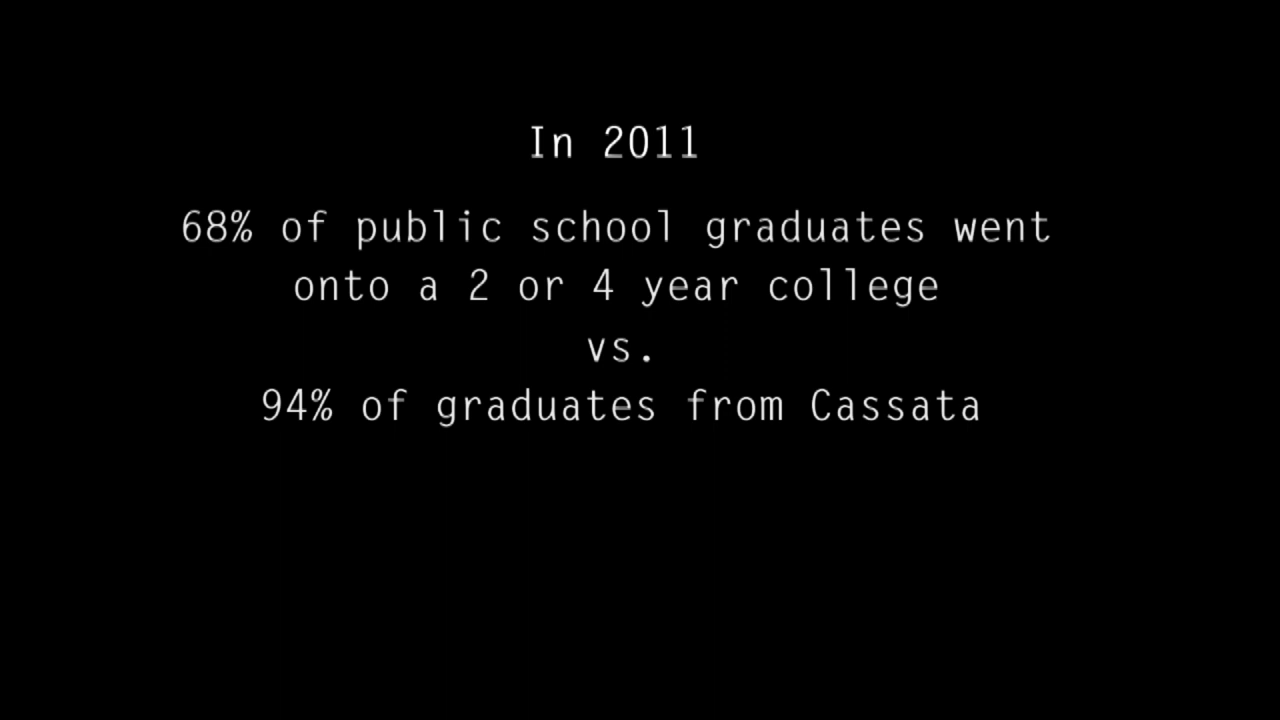 In 2011
68% of public school graduates went
onto a 2 or 4 year college
vs.
94% of graduates from Cassata